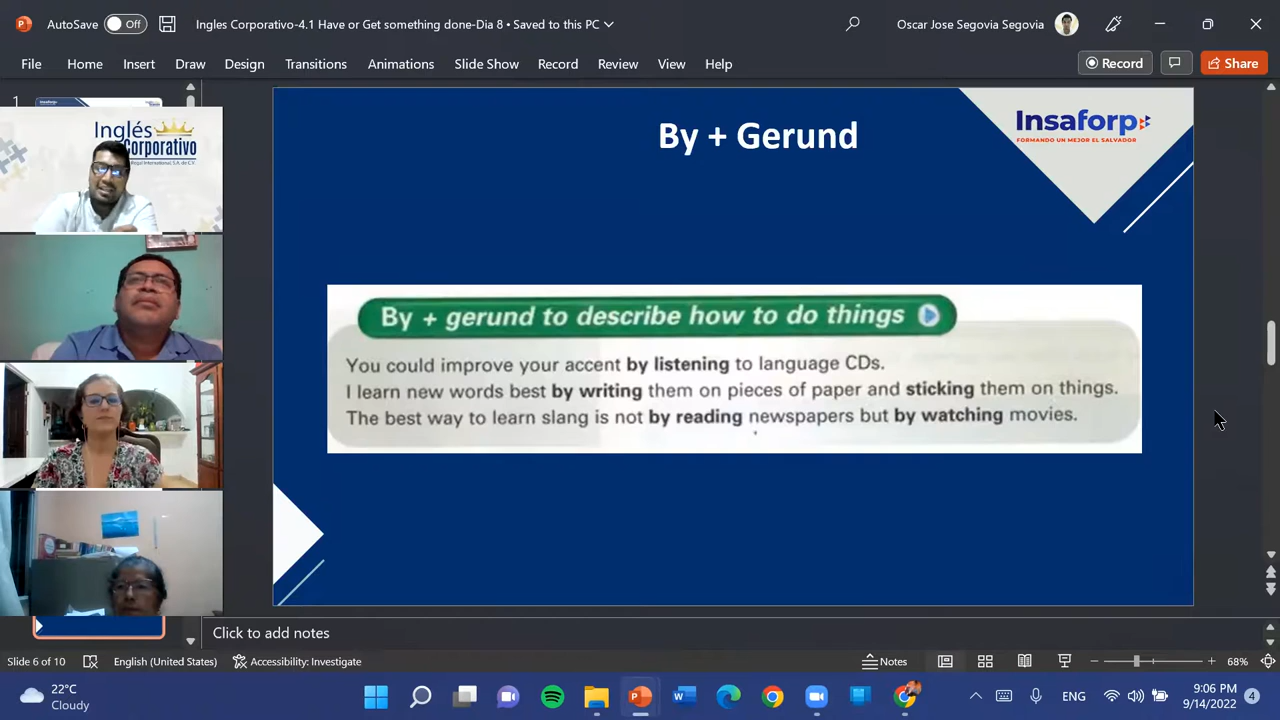 AutoSave Off Ingles Corporativo-4.1 Have or Get something done-Dia 8 • Saved to this PC Oscar Jose Segovia Segovia
File Home Insert Draw Design Transitions Animations Slide Show Record Review View Help Record Share
1
Inglés
Corporativo
By + Gerund
Insaforp
FORMANDO UN MEJOR EL SALVADOR
By + gerund to describe how to do things
You could improve your accent by listening to language CDs.
I learn new words best by writing them on pieces of paper and sticking them on things.
The best way to learn slang is not by reading newspapers but by watching movies.
Click to add notes
Slide 6 of 10 English (United States) Accessibility: Investigate Notes 68%
22°C
Cloudy
ENG
9:06 PM
9/14/2022
4